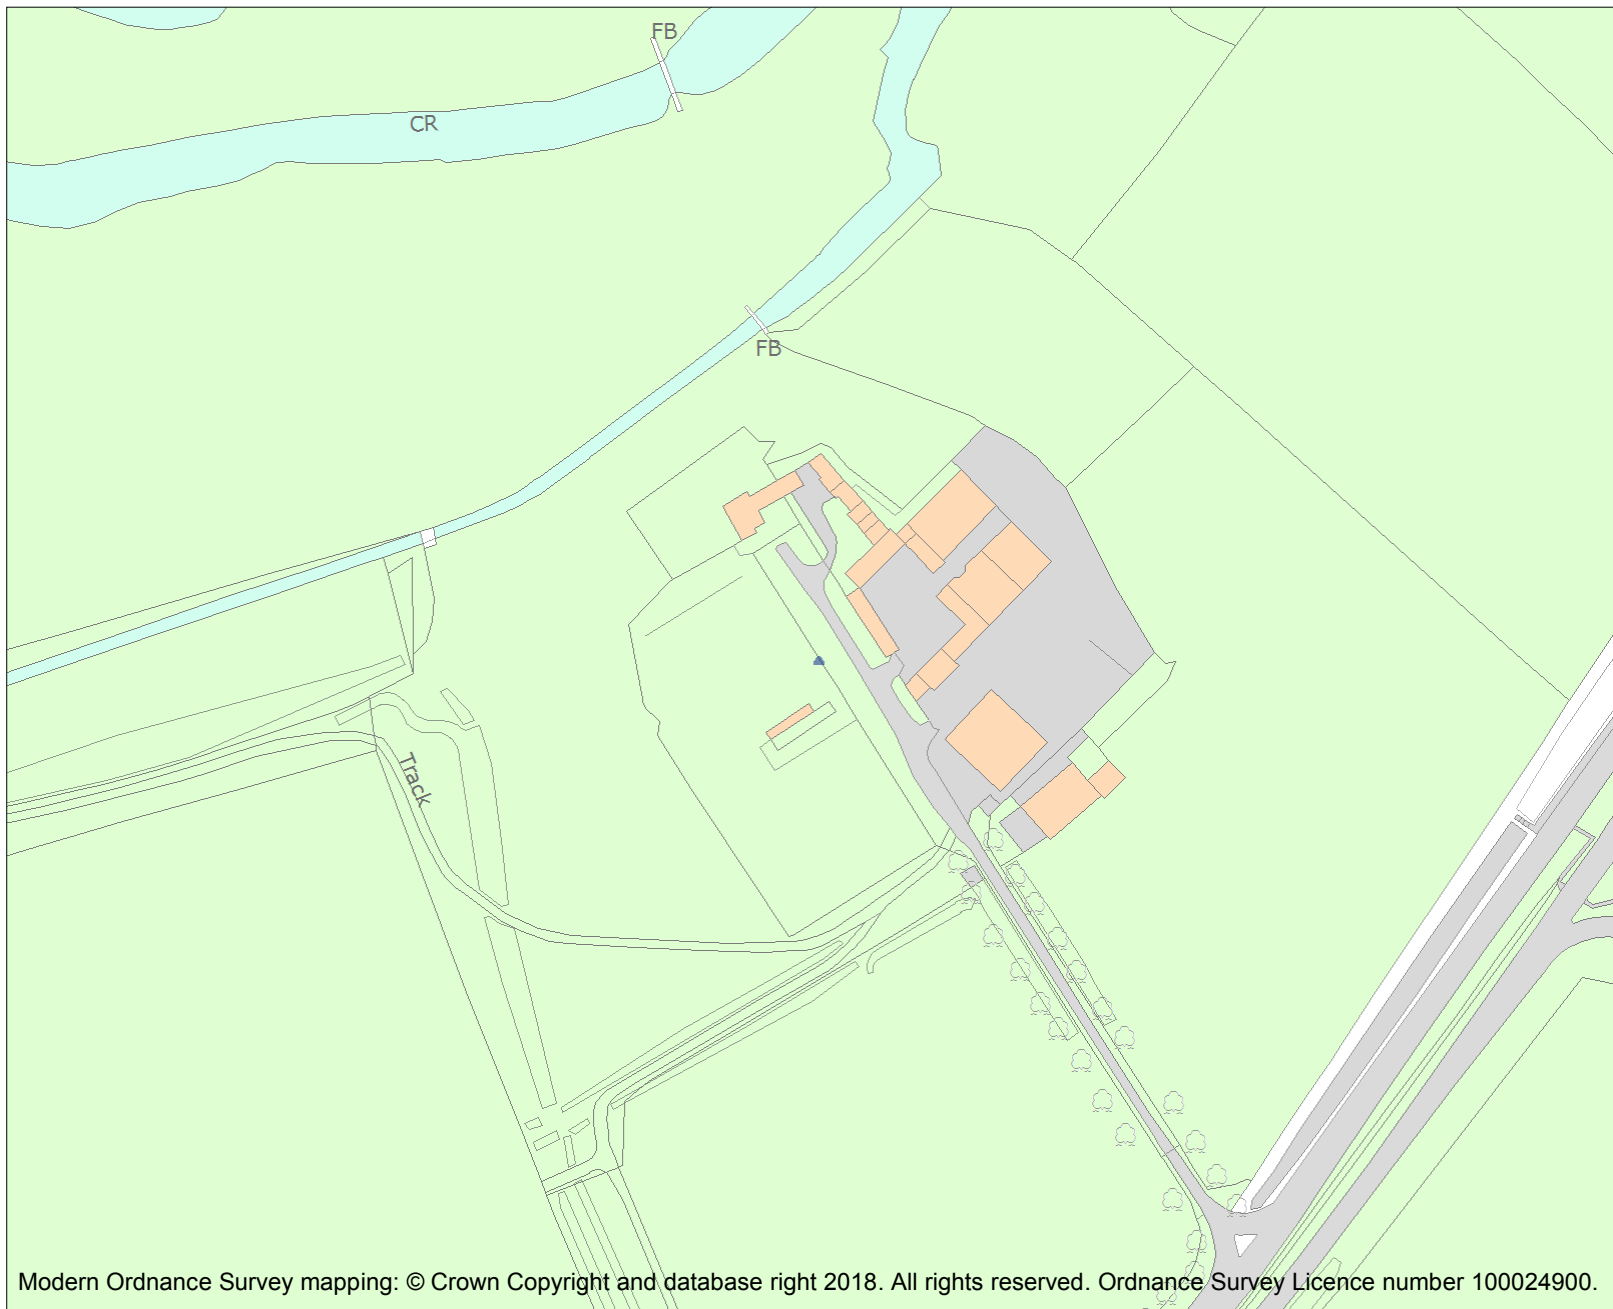 FB
CR
FB
Track
Modern Ordnance Survey mapping: © Crown Copyright and database right 2018. All rights reserved. Ordnance Survey Licence number 100024900.